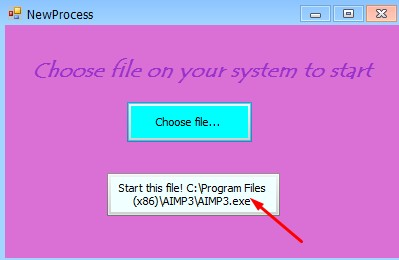 NewProcess
Choose file on your system to start
Choose file...
Start this file! C:\Program Files
(x86)\AIMP3\AIMP3.exe